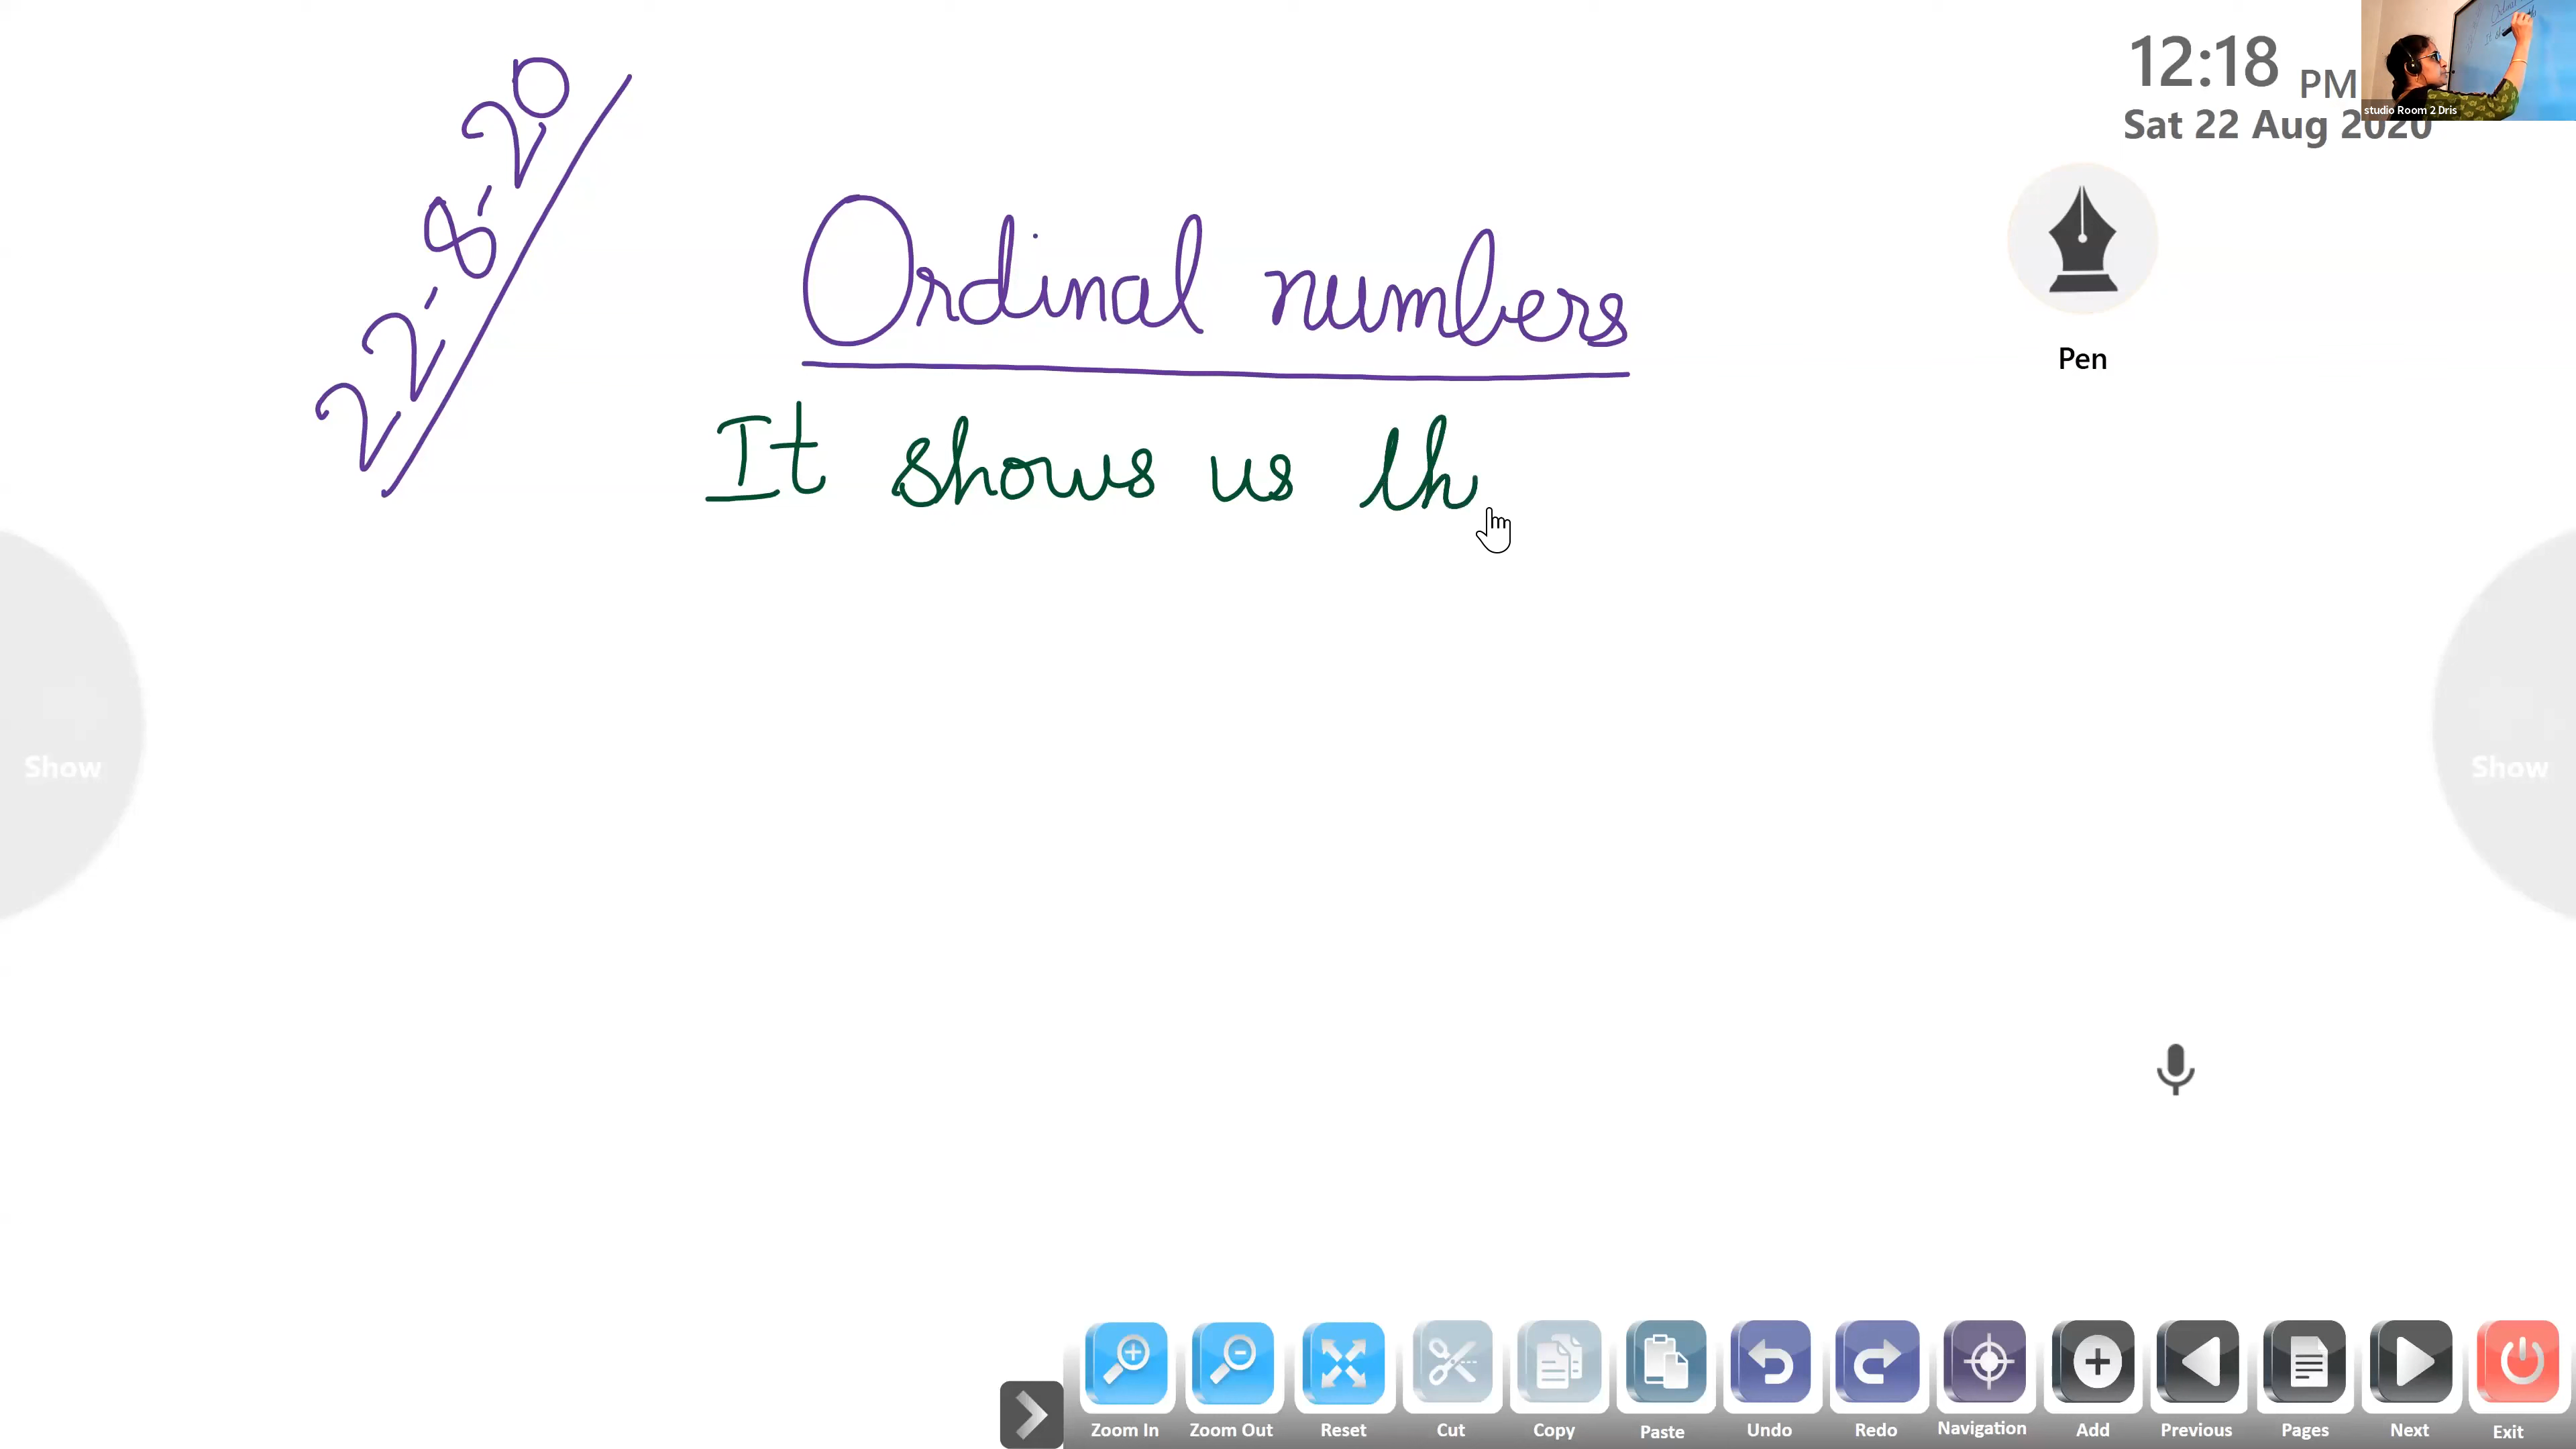 22-8-20
12:18 PM
Sat 22 Aug 2020
studio Room 2 Dris
Ordinal numbers
Pen
It shows us th
Show
Show
Zoom In
Zoom Out
Reset
Cut
Copy
Paste
Undo
Redo
Navigation
Add
Previous
Pages
Next
Exit